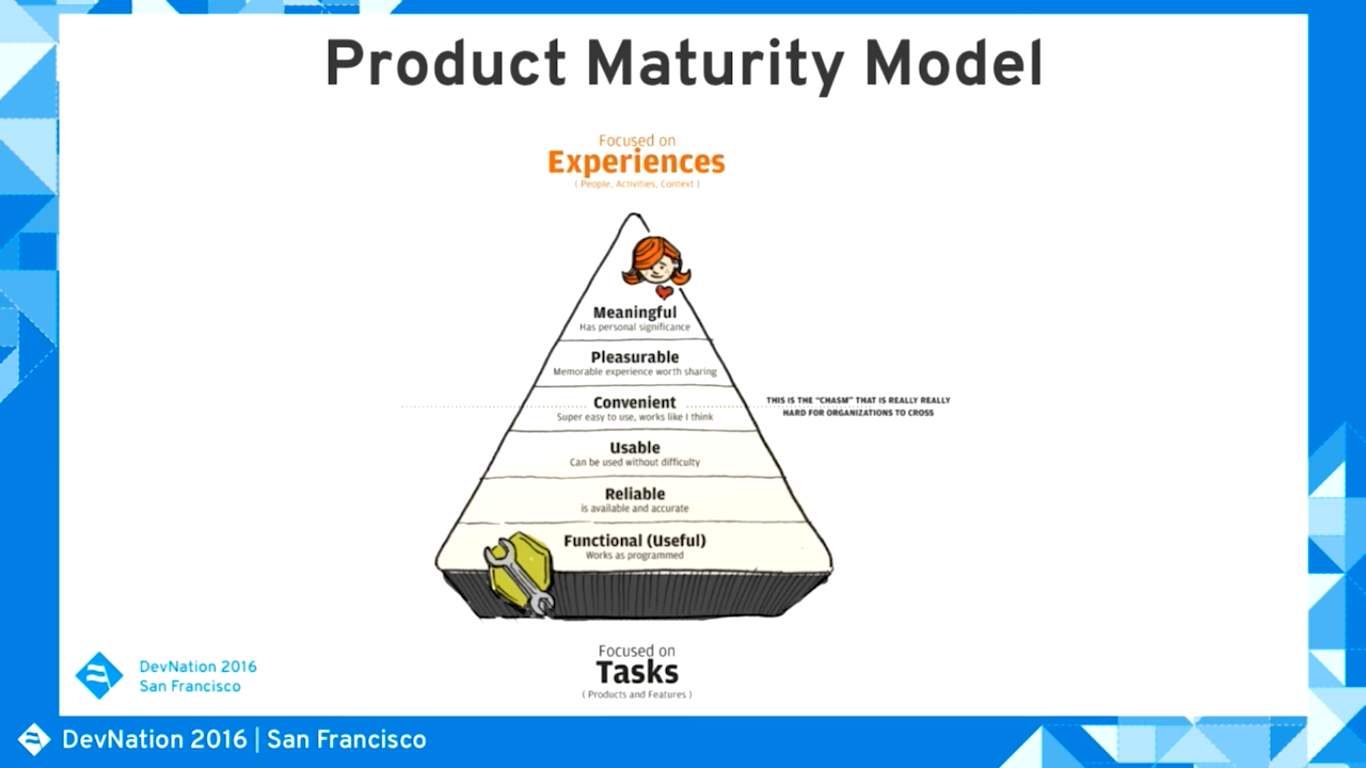 Product Maturity Model
Focused on
Experiences
( People, Activities, Context )
Meaningful
Has personal significance
Pleasurable
Memorable experience worth sharing
Convenient
Super easy to use, works like I think
THIS IS THE "CHASM" THAT IS REALLY REALLY
HARD FOR ORGANIZATIONS TO CROSS
Usable
Can be used without difficulty
Reliable
is available and accurate
Functional (Useful)
Works as programmed
Focused on
Tasks
( Products and Features )
DevNation 2016
San Francisco
DevNation 2016 | San Francisco